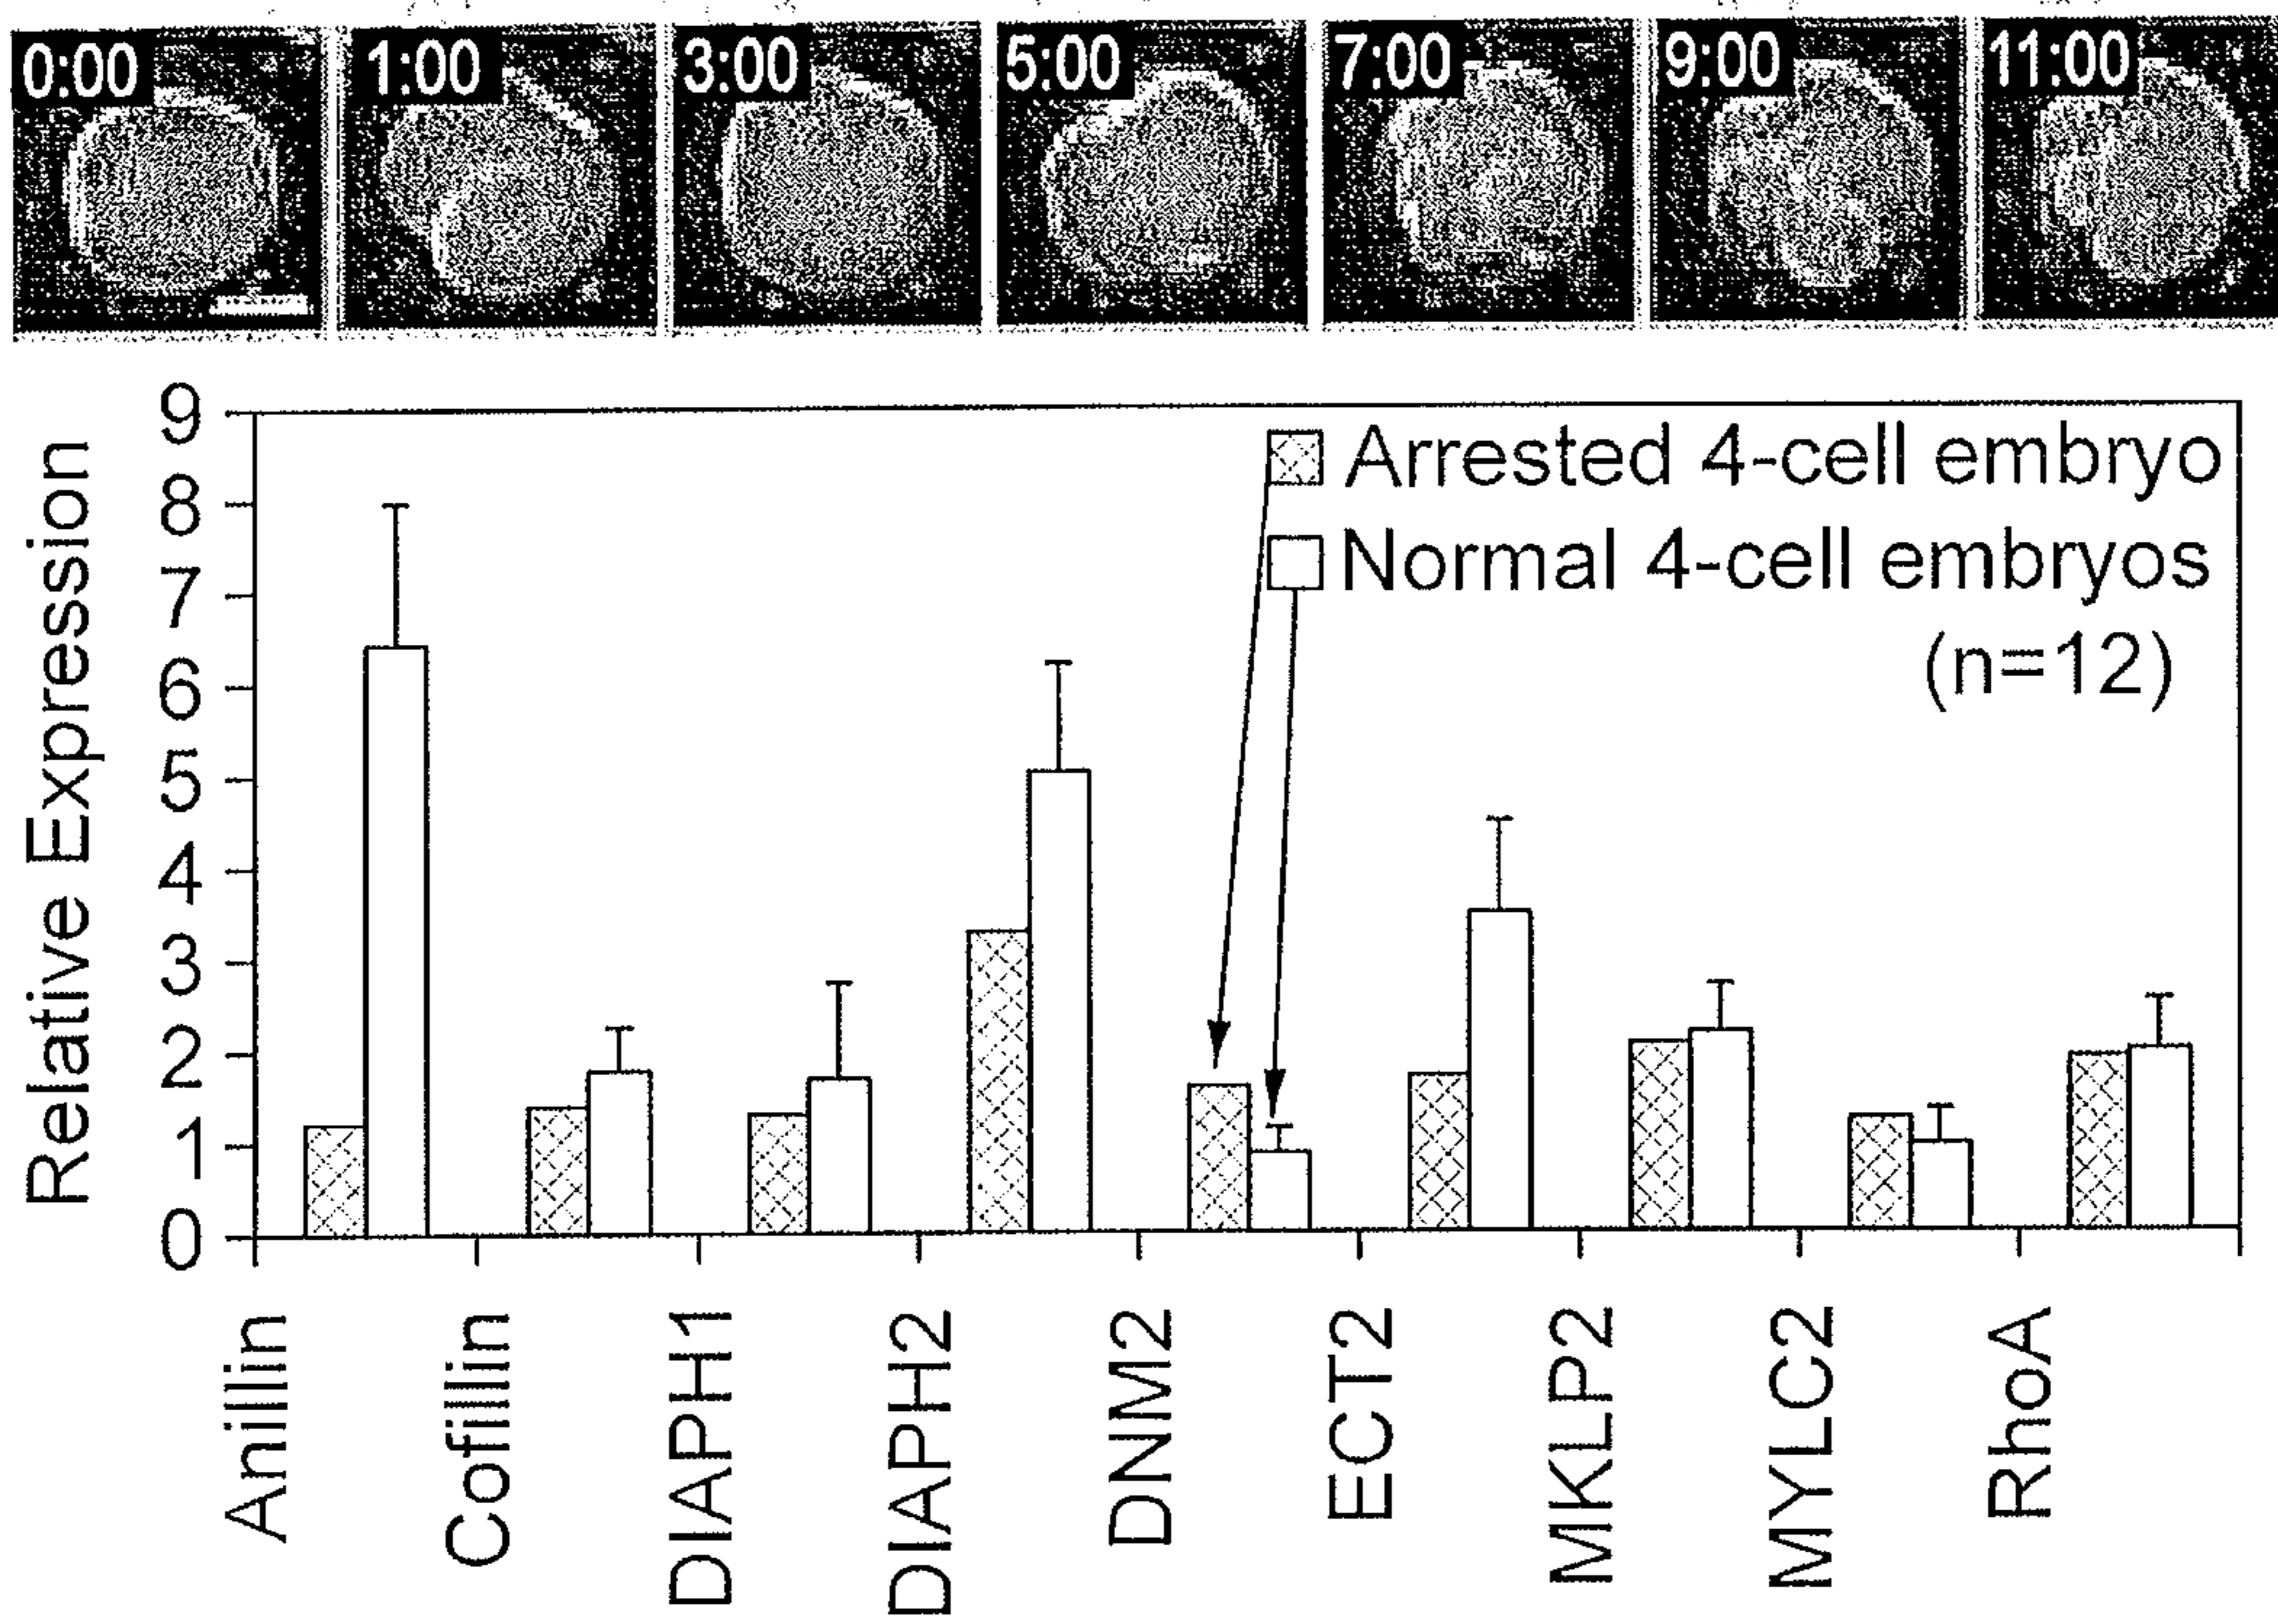 0:00
1:00
3:00
5:00
7:00
9:00
11:00
Relative Expression
9
8
7
6
5
4
3
2
1
0
Arrested 4-cell embryo
Normal 4-cell embryos
(n=12)
Anillin
Cofillin
DIAPH1
DIAPH2
DNM2
ECT2
MKLP2
MYLC2
RhoA